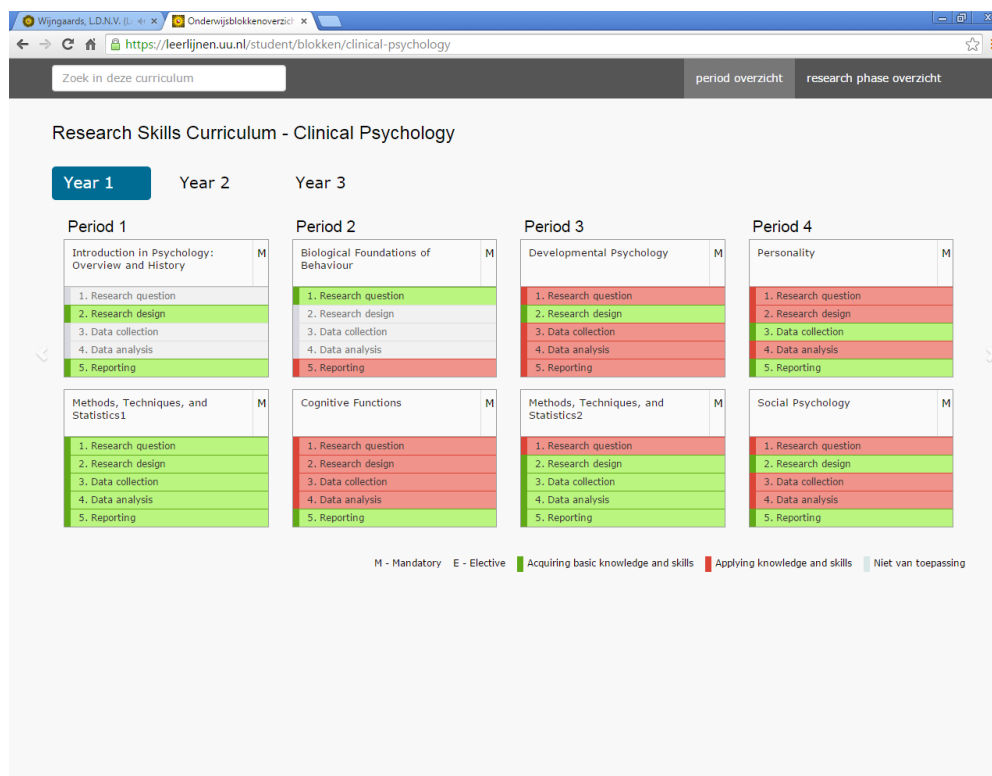 Wijngaards, L.D.N.V. (L
Onderwijsblokkenoverzich
https://leerlijnen.uu.nl/student/blokken/clinical-psychology
Zoek in deze curriculum
period overzicht
research phase overzicht
Research Skills Curriculum - Clinical Psychology
Year 1
Year 2
Year 3
Period 1
Introduction in Psychology: M
Overview and History
1. Research question
2. Research design
3. Data collection
4. Data analysis
5. Reporting
Methods, Techniques, and M
Statistics1
1. Research question
2. Research design
3. Data collection
4. Data analysis
5. Reporting
Period 2
Biological Foundations of M
Behaviour
1. Research question
2. Research design
3. Data collection
4. Data analysis
5. Reporting
Cognitive Functions M
1. Research question
2. Research design
3. Data collection
4. Data analysis
5. Reporting
Period 3
Developmental Psychology M
1. Research question
2. Research design
3. Data collection
4. Data analysis
5. Reporting
Methods, Techniques, and M
Statistics2
1. Research question
2. Research design
3. Data collection
4. Data analysis
5. Reporting
Period 4
Personality M
1. Research question
2. Research design
3. Data collection
4. Data analysis
5. Reporting
Social Psychology M
1. Research question
2. Research design
3. Data collection
4. Data analysis
5. Reporting
M - Mandatory E - Elective Acquiring basic knowledge and skills Applying knowledge and skills Niet van toepassing